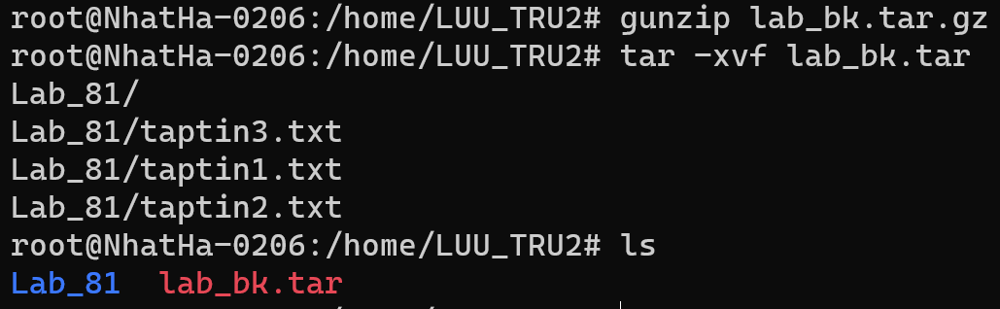 root@NhatHa-0206:/home/LUU_TRU2# gunzip lab_bk.tar.gz
root@NhatHa-0206:/home/LUU_TRU2# tar -xvf lab_bk.tar
Lab_81/
Lab_81/taptin3.txt
Lab_81/taptin1.txt
Lab_81/taptin2.txt
root@NhatHa-0206:/home/LUU_TRU2# ls
Lab_81  lab_bk.tar